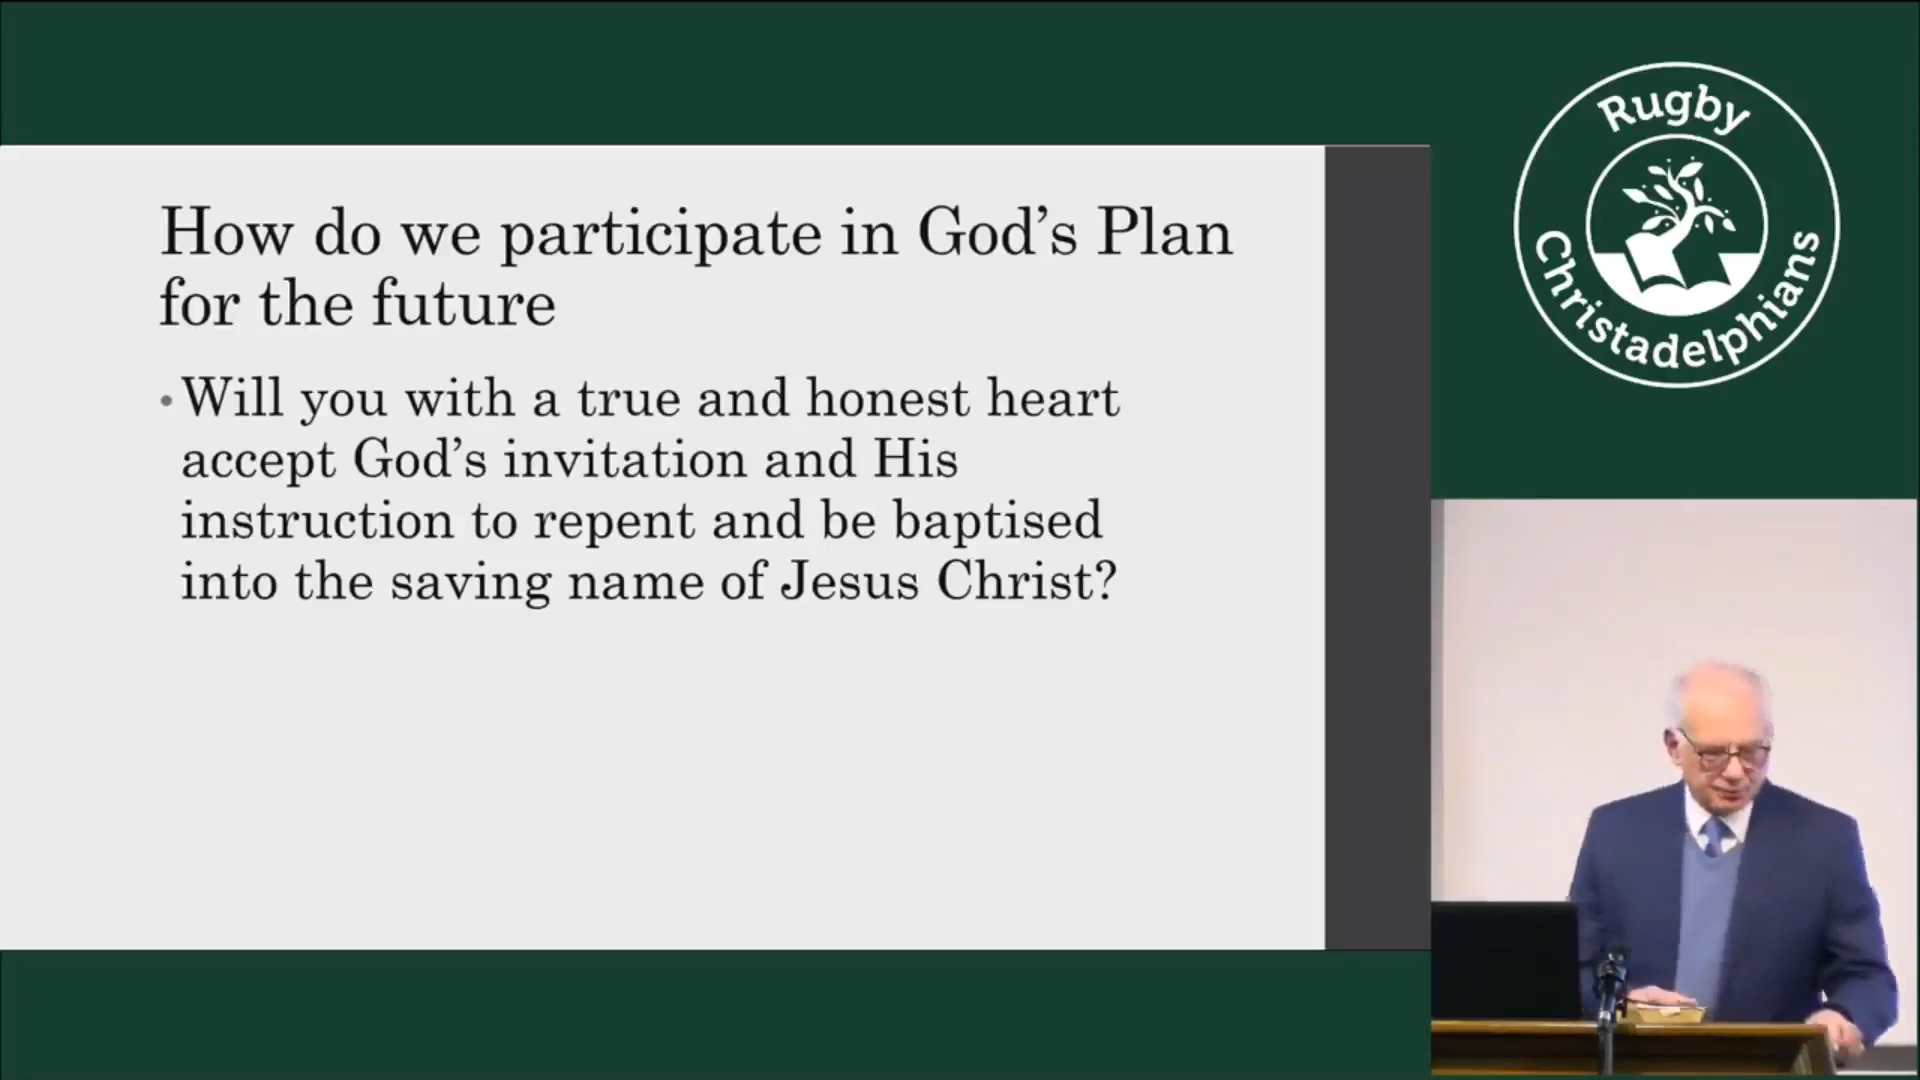 How do we participate in God’s Plan
for the future
• Will you with a true and honest heart
accept God’s invitation and His
instruction to repent and be baptised
into the saving name of Jesus Christ?
Rugby
Christadelphians